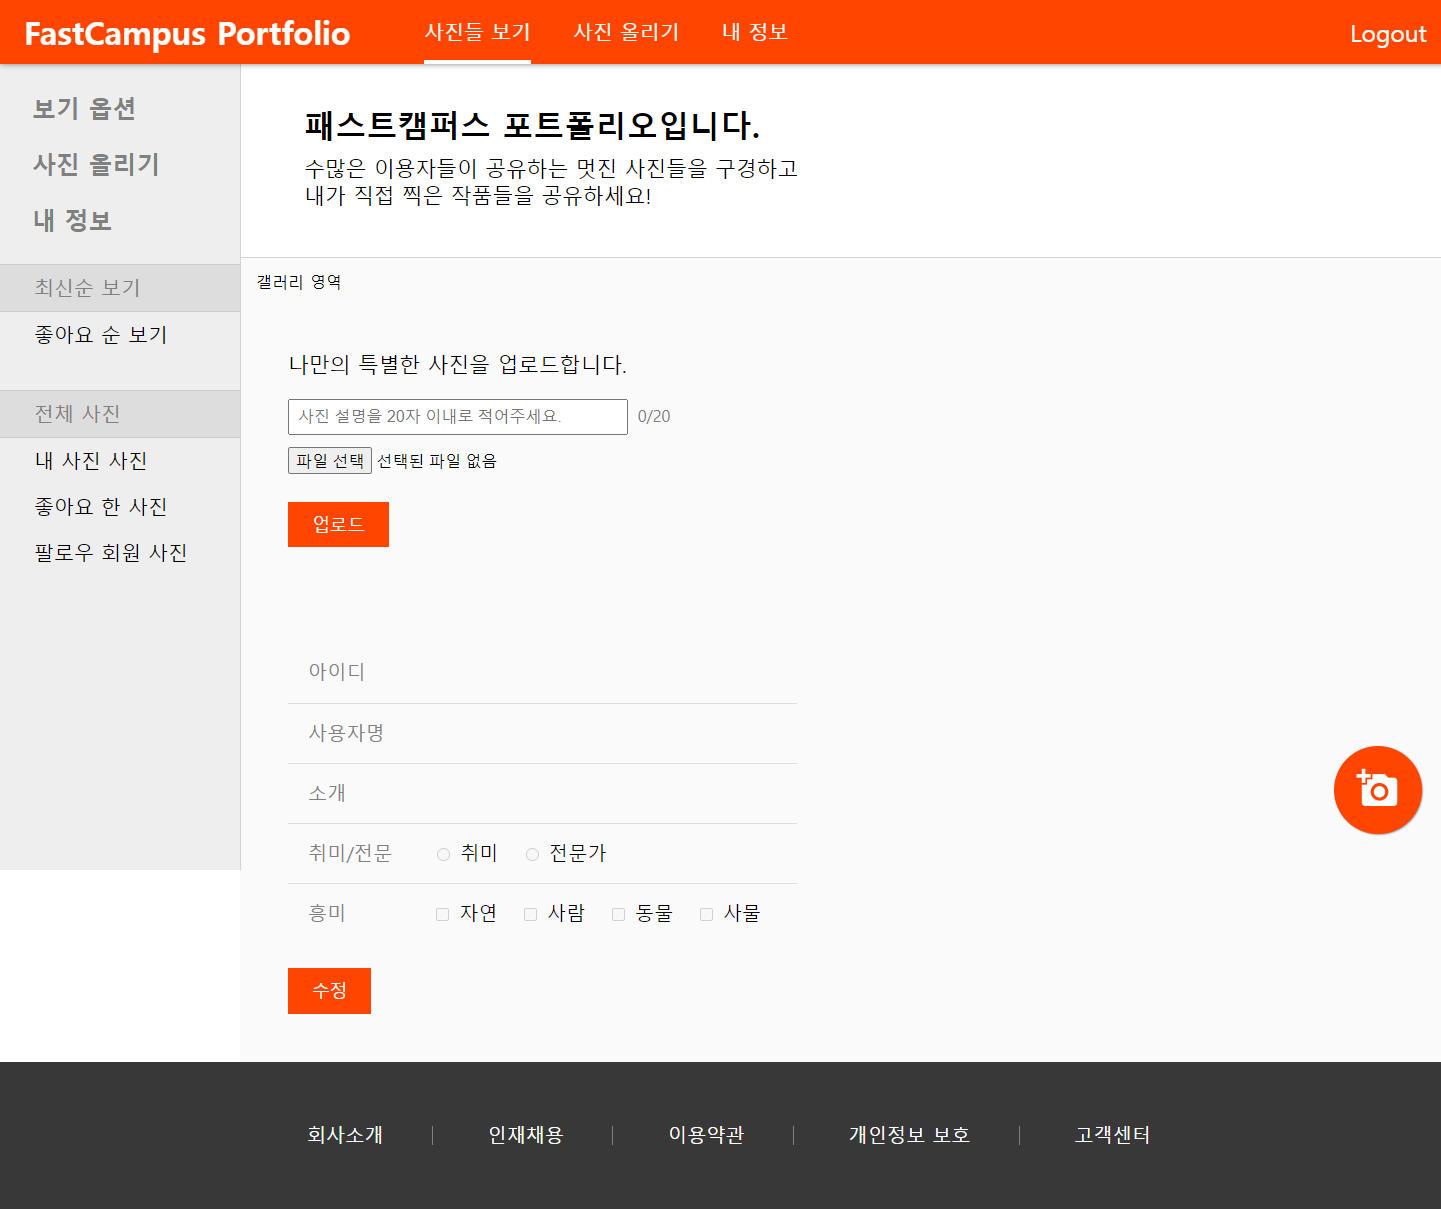 FastCampus Portfolio
사진들 보기
사진 올리기
내 정보
Logout
보기 옵션
사진 올리기
내 정보
최신순 보기
좋아요 순 보기
전체 사진
내 사진 사진
좋아요 한 사진
팔로우 회원 사진
패스트캠퍼스 포트폴리오입니다.
수많은 이용자들이 공유하는 멋진 사진들을 구경하고
내가 직접 찍은 작품들을 공유하세요!
갤러리 영역
나만의 특별한 사진을 업로드합니다.
사진 설명을 20자 이내로 적어주세요. 0/20
파일 선택 선택된 파일 없음
업로드
아이디
사용자명
소개
취미/전문 취미 전문가
흥미 자연 사람 동물 사물
수정
회사소개 인재채용 이용약관 개인정보 보호 고객센터